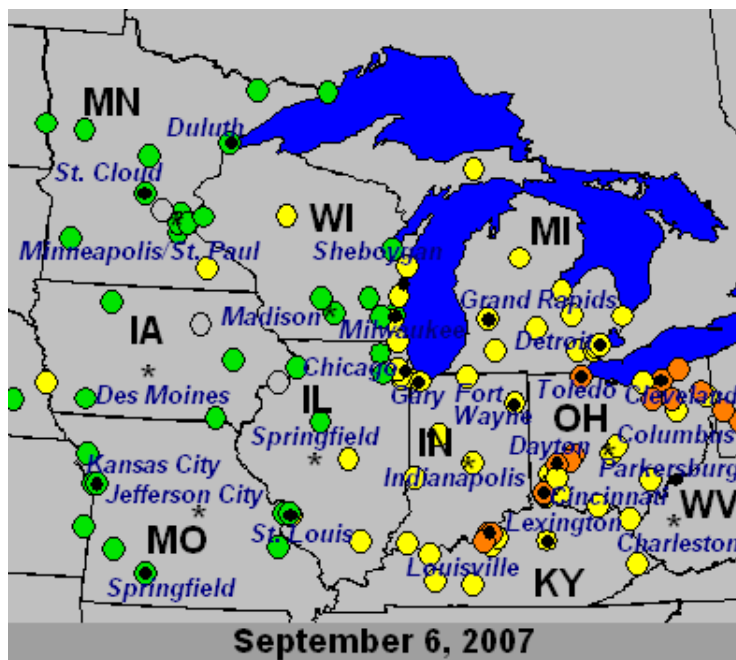 MN
Duluth
St. Cloud
WI
MI
Minneapolis/St. Paul
Sheboygan
Grand Rapids
IA
Madison
Milwaukee
Detroit
Chicago
Toledo
Des Moines
Gary
Fort
Wayne
Cleveland
IL
OH
Springfield
IN
Dayton
Columbus
Kansas City
Indianapolis
Parkersburg
Jefferson City
Cincinnati
WV
St. Louis
Lexington
MO
Charleston
Louisville
Springfield
KY
September 6, 2007